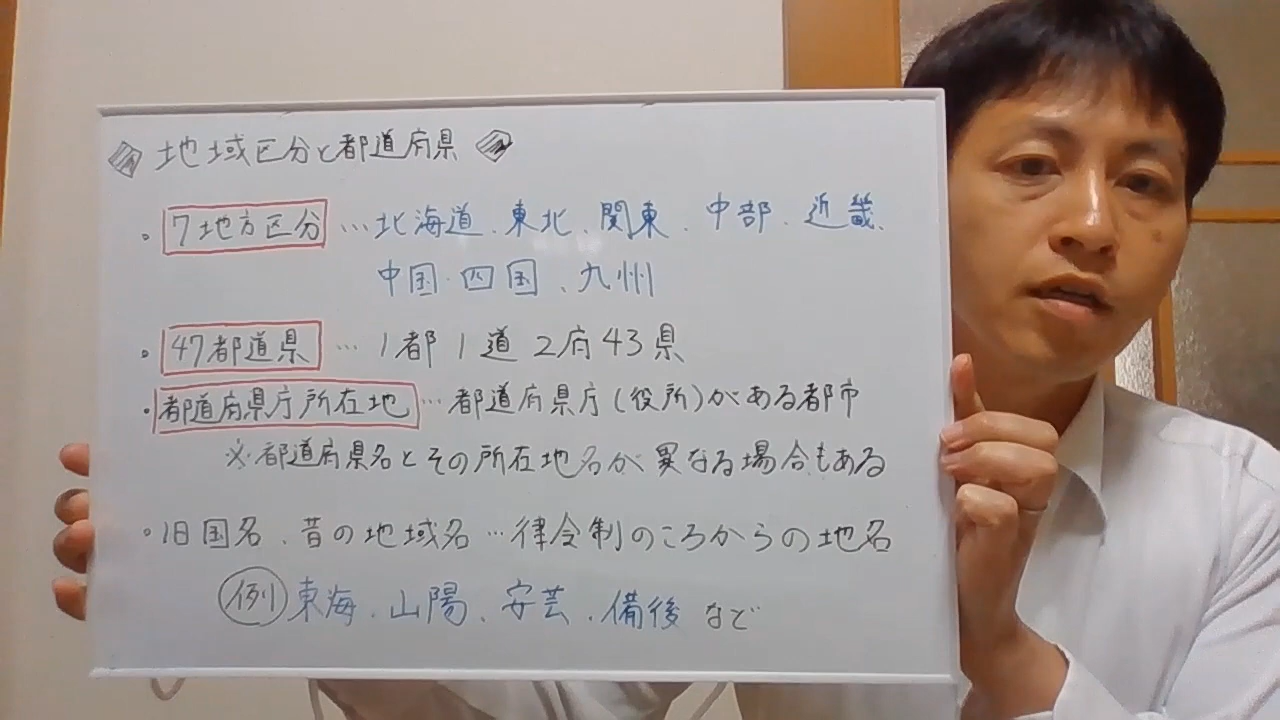 地域区分と都道府県
・7地方区分…北海道、東北、関東、中部、近畿、
中国・四国、九州
・47都道県…1都1道2府43県
・都道府県庁所在地…都道府県庁(役所)がある都市
※都道府県名とその所在地名が異なる場合もある
・旧国名、昔の地域名…律令制のころからの地名
例 東海、山陽、安芸、備後など